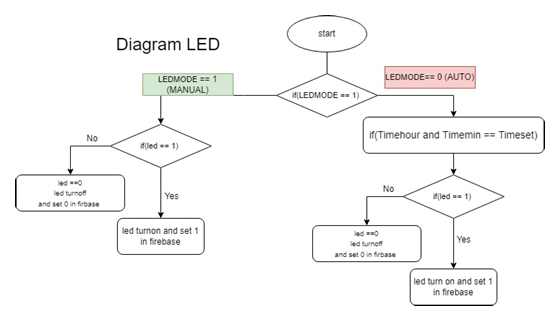 Diagram LED
start
LEDMODE == 1
(MANUAL)
if(LEDMODE == 1)
LEDMODE== 0 (AUTO)
if(led == 1)
No
led ==0
led turnoff
and set 0 in firbase
Yes
led turnon and set 1
in firebase
if(Timehour and Timemin == Timeset)
if(led == 1)
No
led ==0
led turnoff
and set 0 in firbase
Yes
led turn on and set 1
in firebase